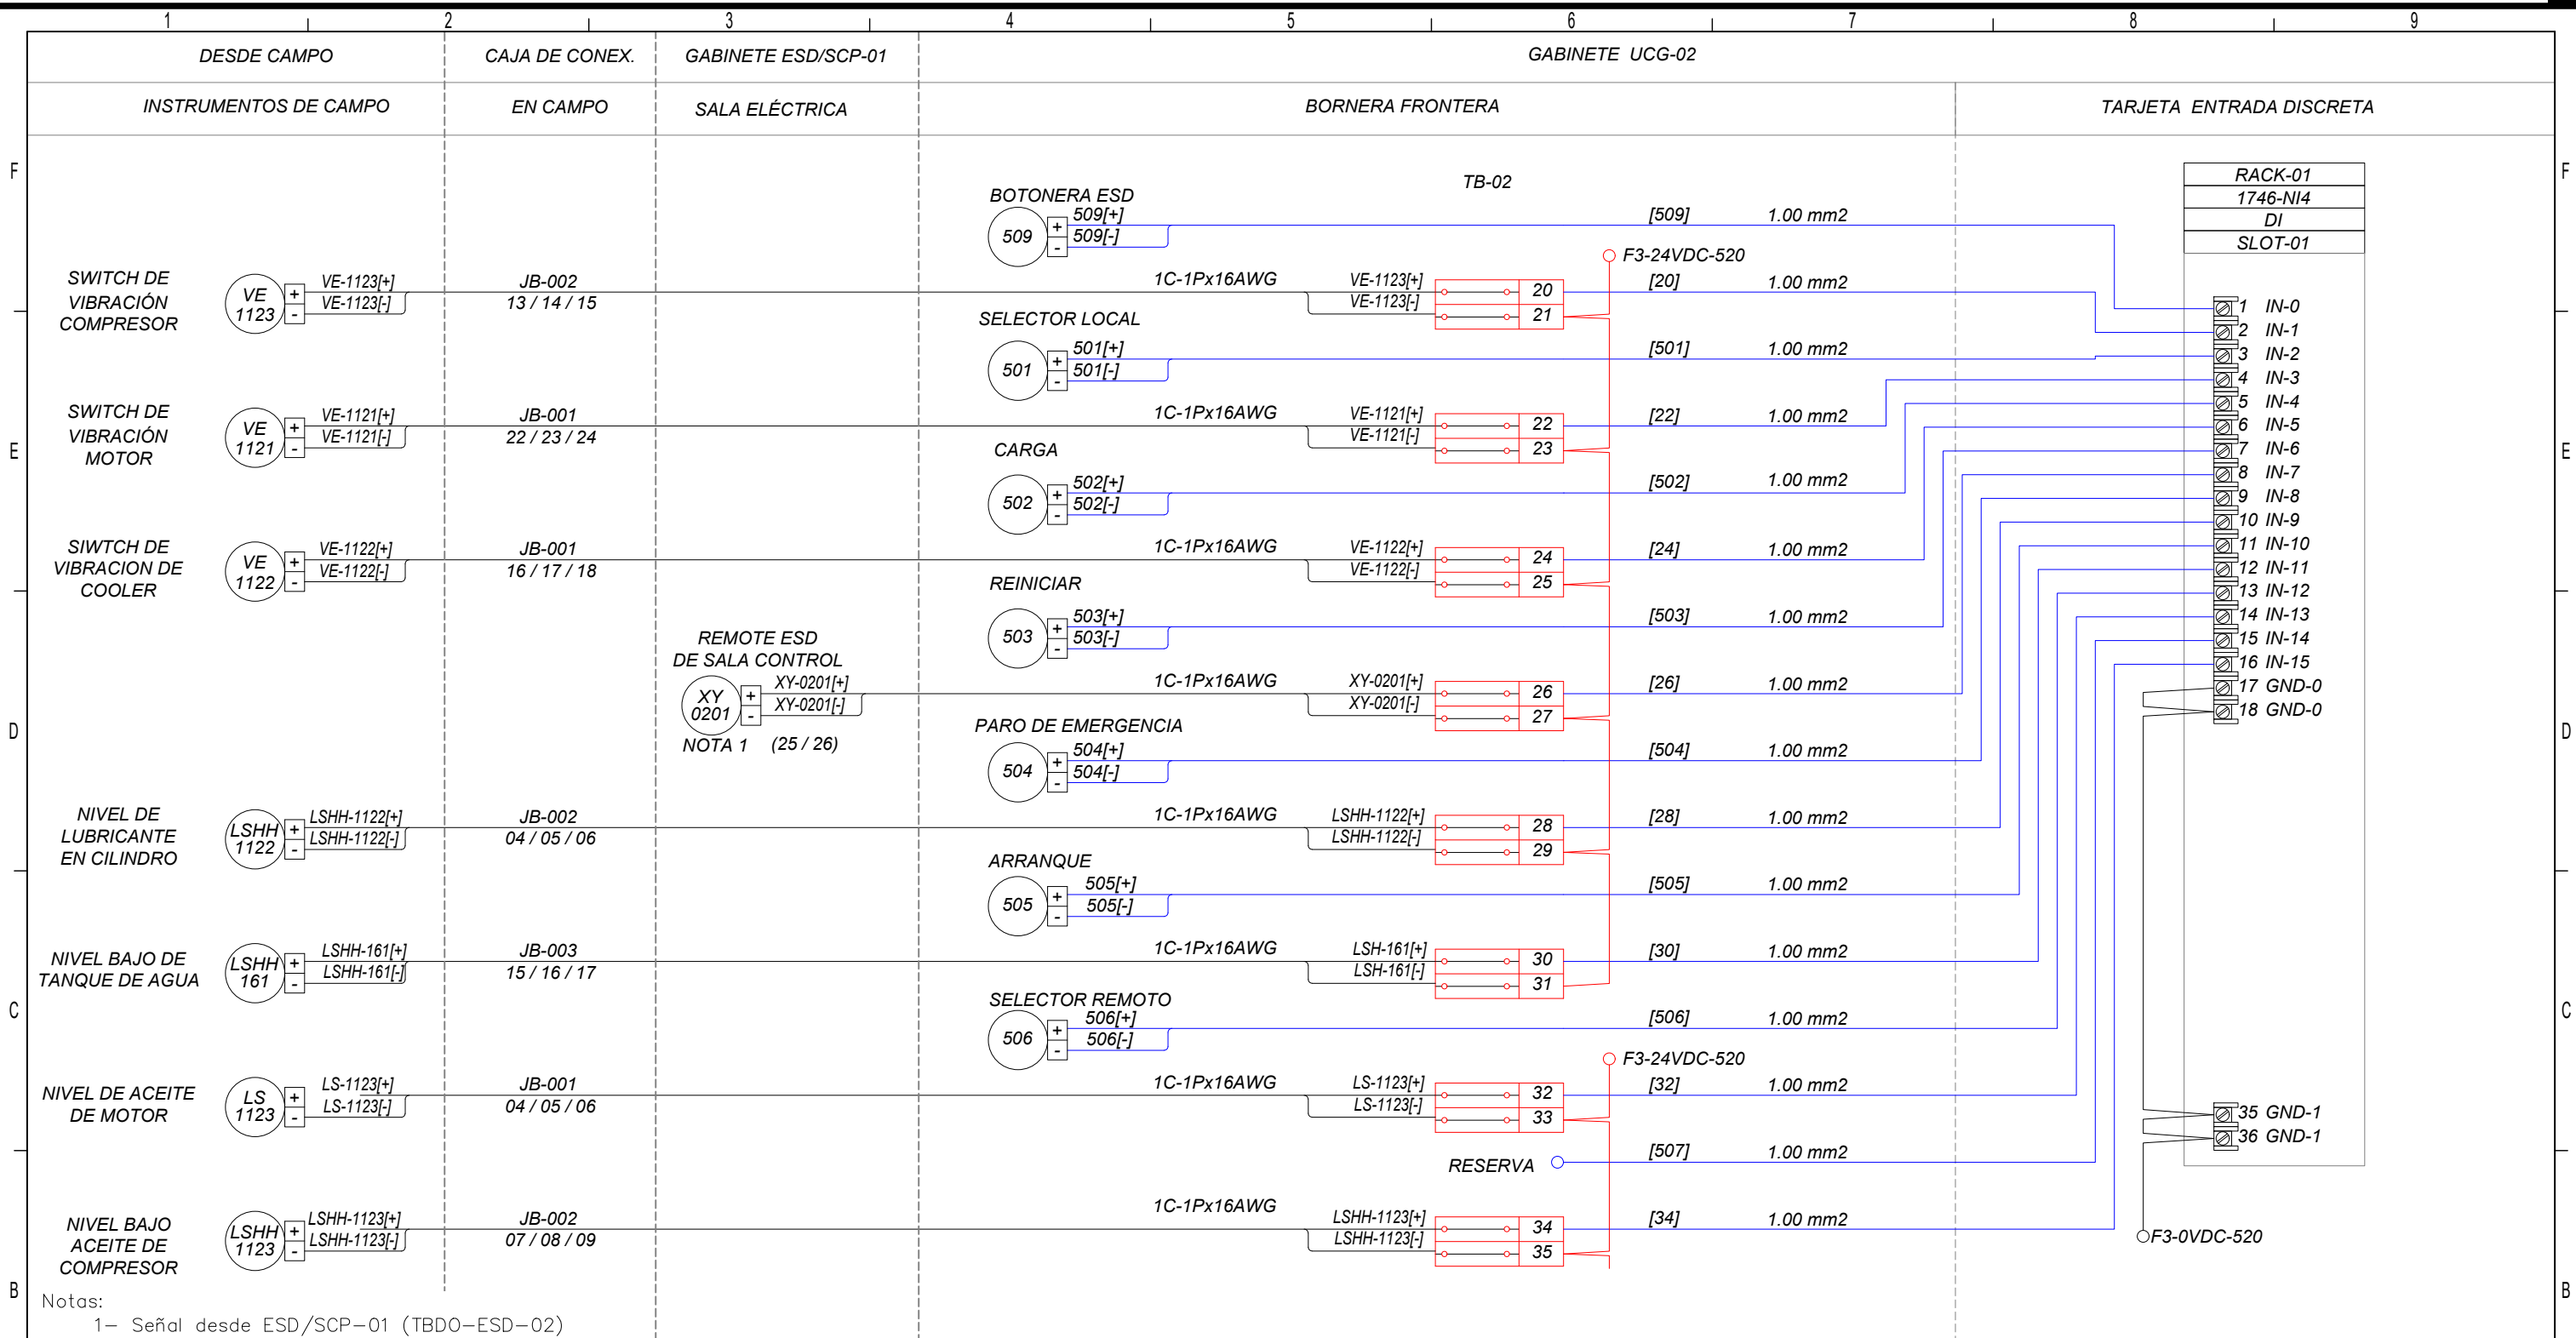 1 2 3 4 5 6 7 8 9
DESDE CAMPO
CAJA DE CONEX.
GABINETE ESD/SCP-01
GABINETE UCG-02
INSTRUMENTOS DE CAMPO
EN CAMPO
SALA ELÉCTRICA
BORNERA FRONTERA
TARJETA ENTRADA DISCRETA
F
F
E
E
D
D
C
C
B
B
TB-02
BOTONERA ESD
509
+
-
509[+]
509[-]
[509]
1.00 mm2
F3-24VDC-520
SWITCH DE
VIBRACIÓN
COMPRESOR
VE
1123
+
-
VE-1123[+]
VE-1123[-]
JB-002
13 / 14 / 15
1C-1Px16AWG
VE-1123[+]
VE-1123[-]
20
21
[20]
1.00 mm2
SELECTOR LOCAL
501
+
-
501[+]
501[-]
[501]
1.00 mm2
SWITCH DE
VIBRACIÓN
MOTOR
VE
1121
+
-
VE-1121[+]
VE-1121[-]
JB-001
22 / 23 / 24
1C-1Px16AWG
VE-1121[+]
VE-1121[-]
22
23
[22]
1.00 mm2
CARGA
502
+
-
502[+]
502[-]
[502]
1.00 mm2
SIWTCH DE
VIBRACION DE
COOLER
VE
1122
+
-
VE-1122[+]
VE-1122[-]
JB-001
16 / 17 / 18
1C-1Px16AWG
VE-1122[+]
VE-1122[-]
24
25
[24]
1.00 mm2
REINICIAR
503
+
-
503[+]
503[-]
[503]
1.00 mm2
REMOTE ESD
DE SALA CONTROL
XY
0201
+
-
XY-0201[+]
XY-0201[-]
NOTA 1 (25 / 26)
1C-1Px16AWG
XY-0201[+]
XY-0201[-]
26
27
[26]
1.00 mm2
PARO DE EMERGENCIA
504
+
-
504[+]
504[-]
[504]
1.00 mm2
NIVEL DE
LUBRICANTE
EN CILINDRO
LSHH
1122
+
-
LSHH-1122[+]
LSHH-1122[-]
JB-002
04 / 05 / 06
1C-1Px16AWG
LSHH-1122[+]
LSHH-1122[-]
28
29
[28]
1.00 mm2
ARRANQUE
505
+
-
505[+]
505[-]
[505]
1.00 mm2
NIVEL BAJO DE
TANQUE DE AGUA
LSHH
161
+
-
LSHH-161[+]
LSHH-161[-]
JB-003
15 / 16 / 17
1C-1Px16AWG
LSH-161[+]
LSH-161[-]
30
31
[30]
1.00 mm2
SELECTOR REMOTO
506
+
-
506[+]
506[-]
[506]
1.00 mm2
F3-24VDC-520
NIVEL DE ACEITE
DE MOTOR
LS
1123
+
-
LS-1123[+]
LS-1123[-]
JB-001
04 / 05 / 06
1C-1Px16AWG
LS-1123[+]
LS-1123[-]
32
33
[32]
1.00 mm2
RESERVA
[507]
1.00 mm2
NIVEL BAJO
ACEITE DE
COMPRESOR
LSHH
1123
+
-
LSHH-1123[+]
LSHH-1123[-]
JB-002
07 / 08 / 09
1C-1Px16AWG
LSHH-1123[+]
LSHH-1123[-]
34
35
[34]
1.00 mm2
RACK-01
1746-NI4
DI
SLOT-01
1 IN-0
2 IN-1
3 IN-2
4 IN-3
5 IN-4
6 IN-5
7 IN-6
8 IN-7
9 IN-8
10 IN-9
11 IN-10
12 IN-11
13 IN-12
14 IN-13
15 IN-14
16 IN-15
17 GND-0
18 GND-0
35 GND-1
36 GND-1
F3-0VDC-520
Notas:
1- Señal desde ESD/SCP-01 (TBDO-ESD-02)